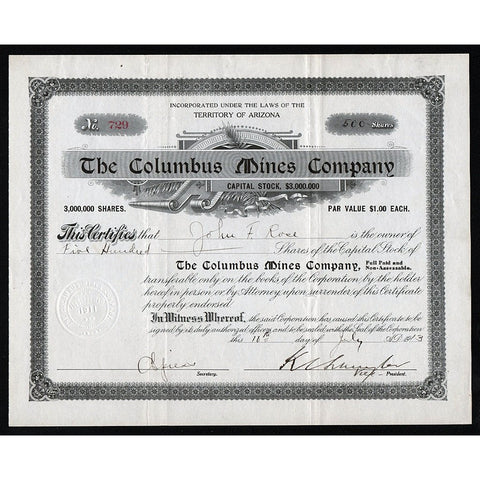 INCORPORATED UNDER THE LAWS OF THE
TERRITORY OF ARIZONA
No. 729
500 Shares
The Columbus Mines Company
CAPITAL STOCK, $3,000,000
3,000,000 SHARES.
PAR VALUE $1.00 EACH.
This Certifies that John F. Rose is the owner of
Five Hundred Shares of the Capital Stock of
The Columbus Mines Company, Full Paid and Non-Assessable.
transferable only on the books of the Corporation by the holder
hereof in person or by Attorney upon surrender of this Certificate
properly endorsed.
In Witness Whereof, the said Corporation has caused this Certificate to be
signed by its duly authorized officers and to be sealed with the Seal of the Corporation
this day of July A.D. 13
Secretary.
Vice - President.